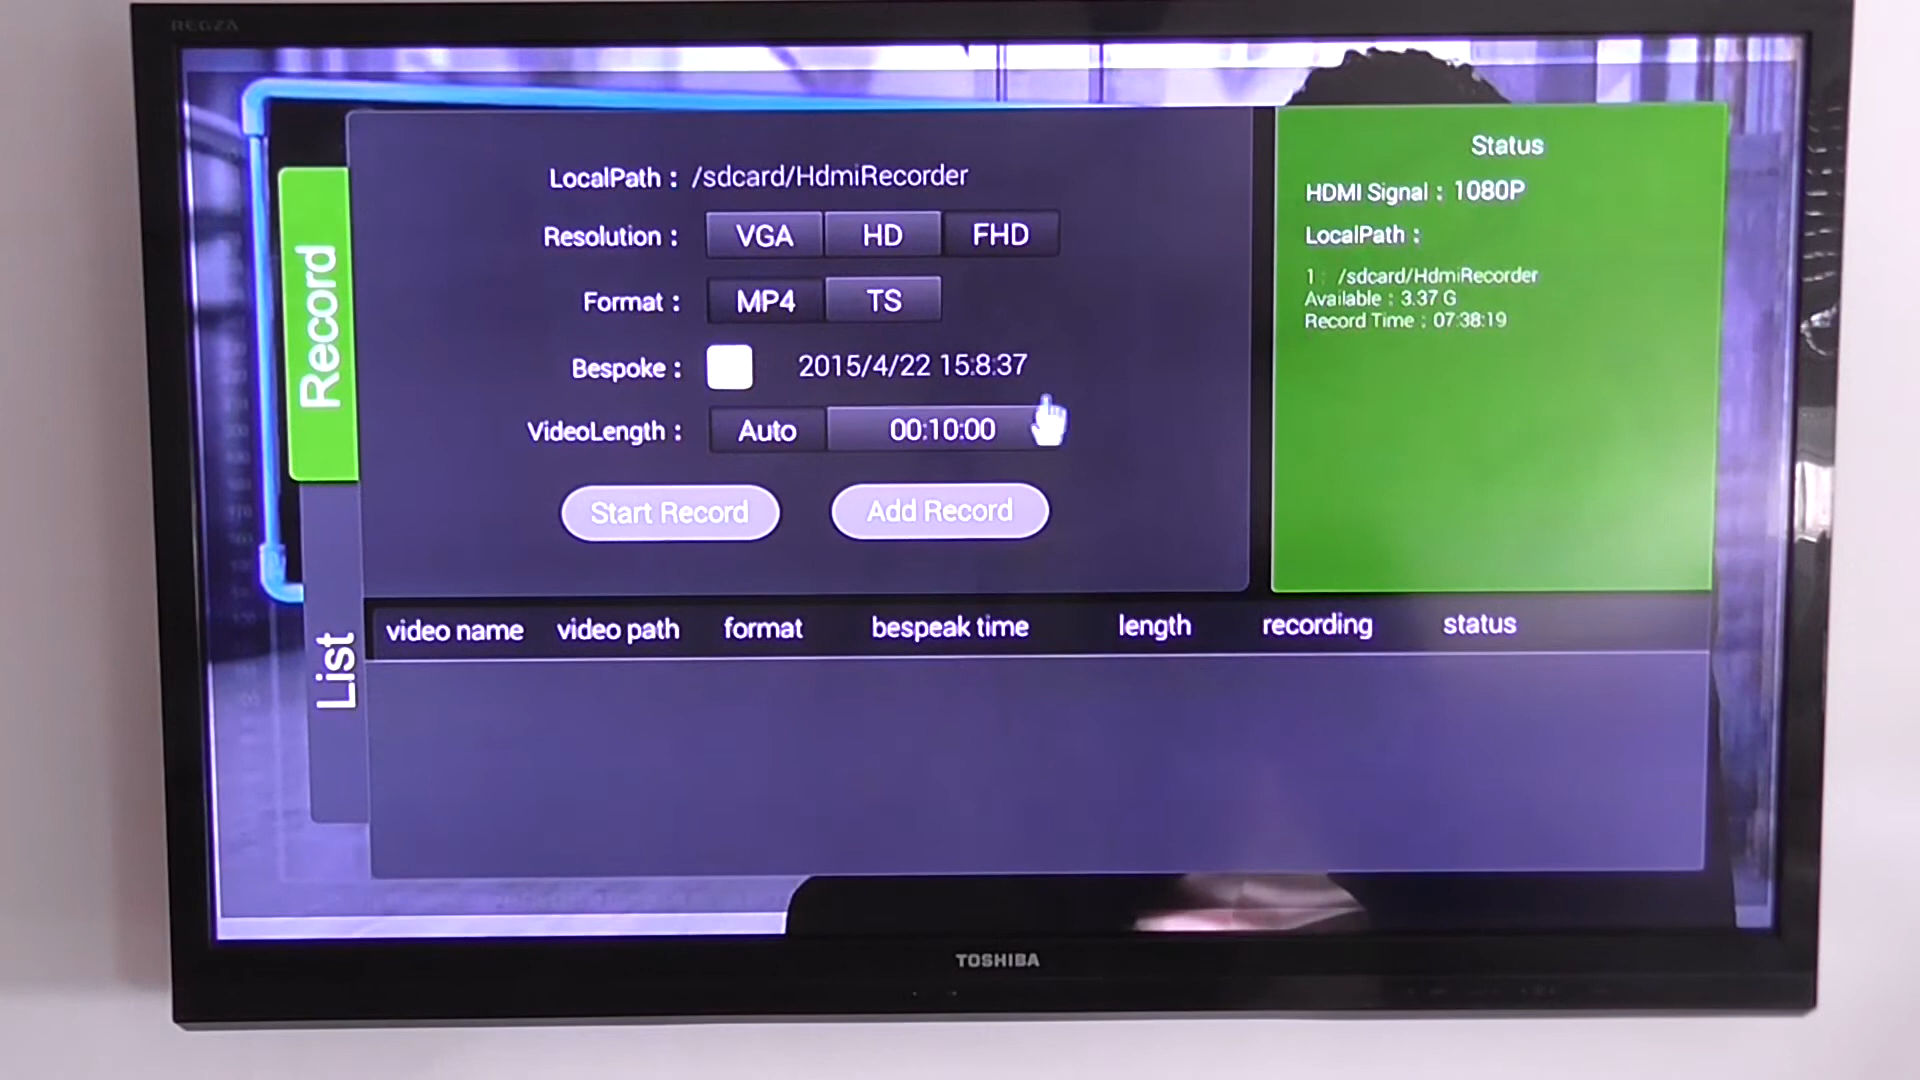 REGZA
Record
List
LocalPath : /sdcard/HdmiRecorder
Resolution : VGA HD FHD
Format : MP4 TS
Bespoke : 2015/4/22 15:8:37
VideoLength : Auto 00:10:00
Start Record Add Record
Status
HDMI Signal : 1080P
LocalPath :
1 : /sdcard/HdmiRecorder
Available : 3.37 G
Record Time : 07:38:19
video name video path format bespeak time length recording status
TOSHIBA